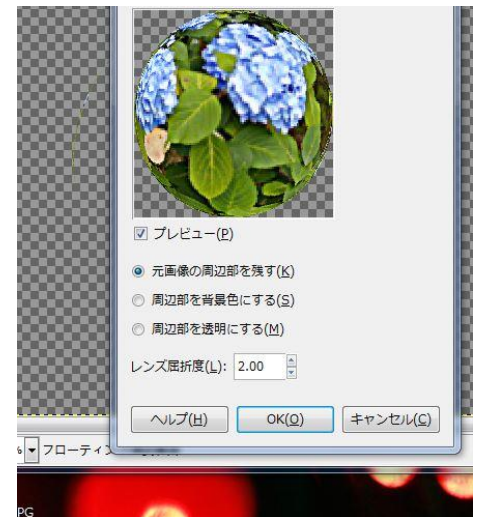 プレビュー(P)
元画像の周辺部を残す(K)
周辺部を背景色にする(S)
周辺部を透明にする(M)
レンズ屈折度(L): 2.00
ヘルプ(H) OK(O) キャンセル(C)
% フローティン
PG